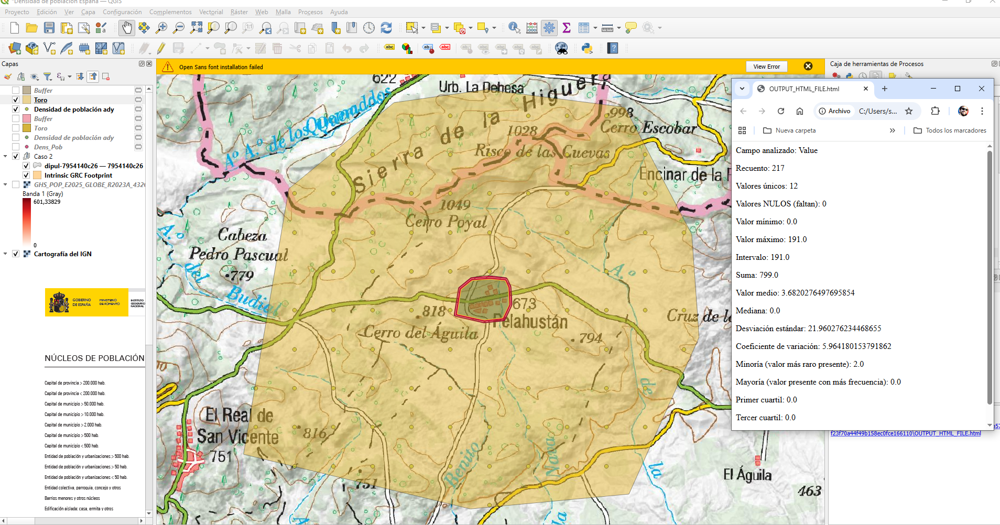 *Densidad de población España — QGIS
Proyecto Edición Ver Capa Configuración Complementos Vectorial Ráster Web Malla Procesos Ayuda
Capas
Buffer
Toro
Densidad de población ady
Buffer
Toro
Densidad de población ady
Dens_Pob
Caso 2
dipul-7954140c26 — 7954140c26
Intrinsic GRC Footprint
GHS_POP_E2025_GLOBE_R2023A_432
Banda 1 (Gray)
601,33829
0
Cartografía del IGN
GOBIERNO
DE ESPAÑA
MINISTERIO
DE FOMENTO
INSTITUTO
GEOGRÁFICO
NACIONAL
NÚCLEOS DE POBLACIÓN
Capital de provincia > 200.000 hab.
Capital de provincia < 200.000 hab.
Capital de municipio > 50.000 hab.
Capital de municipio > 10.000 hab.
Capital de municipio > 2.000 hab.
Capital de municipio > 500 hab.
Capital de municipio < 500 hab.
Entidad de población y urbanizaciones > 500 hab.
Entidad de población y urbanizaciones > 50 hab.
Entidad de población y urbanizaciones < 50 hab.
Entidad colectiva, parroquia, concejo y otros
Barrios menores y otros núcleos
Edificación aislada: casa, ermita y otros
Open Sans font installation failed
View Error
622
Urb. La Dehesa
Sierra de la Higuera
Aº A.º de los Quemados
998
Cerro Escobar
1028
Risco de las Cuevas
Encinar de la P
1049
Cerro Poyal
Cabeza
Pedro Pascual
779
A.º del Budial
818
Cerro del Águila
673
Pelahustán
794
Cruz de lo
A.º de la
El Real de
San Vicente
751
816
751
Benito
Nava
El Águila
463
Caja de herramientas de Procesos
OUTPUT_HTML_FILE.html
Archivo
C:/Users/s...
Nueva carpeta
Todos los marcadores
Campo analizado: Value
Recuento: 217
Valores únicos: 12
Valores NULOS (faltan): 0
Valor mínimo: 0.0
Valor máximo: 191.0
Intervalo: 191.0
Suma: 799.0
Valor medio: 3.6820276497695854
Mediana: 0.0
Desviación estándar: 21.960276234468655
Coeficiente de variación: 5.964180153791862
Minoría (valor más raro presente): 2.0
Mayoría (valor presente con más frecuencia): 0.0
Primer cuartil: 0.0
Tercer cuartil: 0.0
f23f70a44f49b158ec0fce166110\OUTPUT_HTML_FILE.html